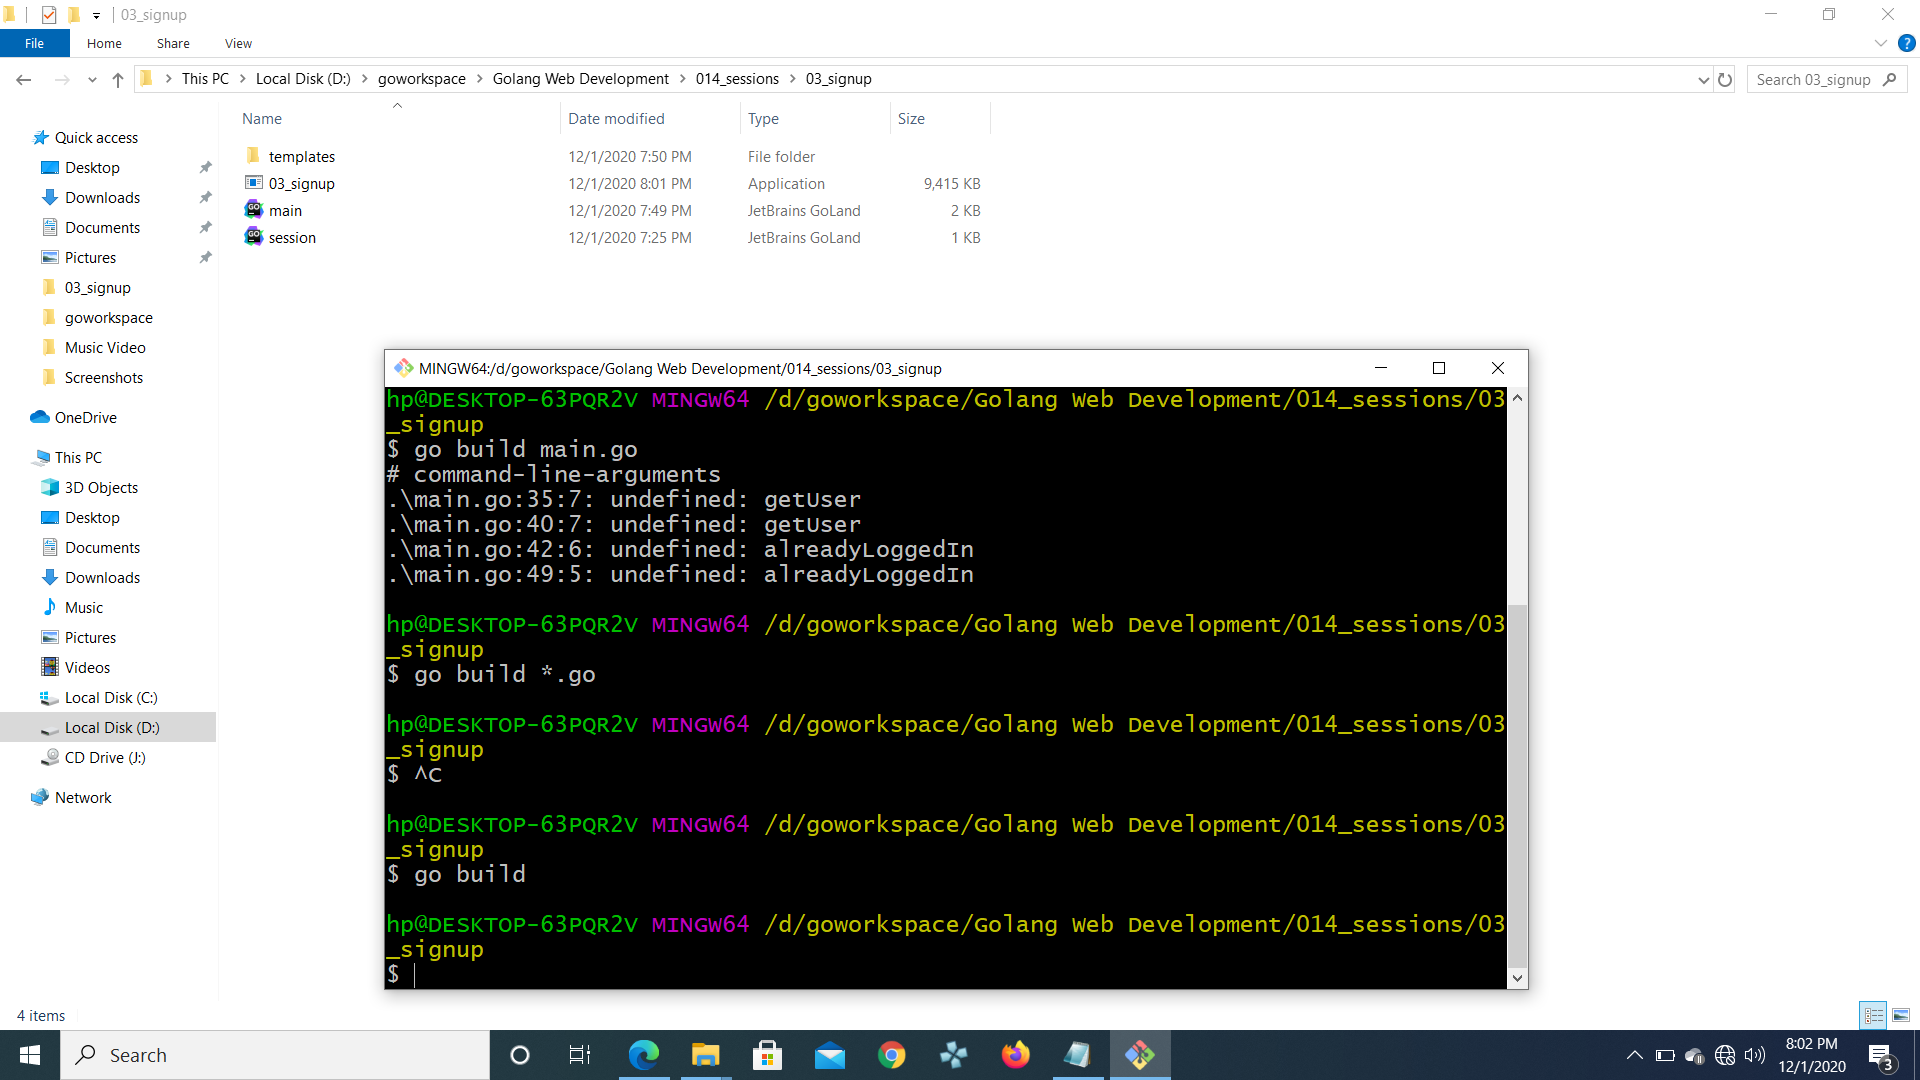 03_signup
File Home Share View
This PC Local Disk (D:) goworkspace Golang Web Development 014_sessions 03_signup
Search 03_signup
Name Date modified Type Size
templates 12/1/2020 7:50 PM File folder
03_signup 12/1/2020 8:01 PM Application 9,415 KB
main 12/1/2020 7:49 PM JetBrains GoLand 2 KB
session 12/1/2020 7:25 PM JetBrains GoLand 1 KB
Quick access
Desktop
Downloads
Documents
Pictures
03_signup
goworkspace
Music Video
Screenshots
OneDrive
This PC
3D Objects
Desktop
Documents
Downloads
Music
Pictures
Videos
Local Disk (C:)
Local Disk (D:)
CD Drive (J:)
Network
MINGW64:/d/goworkspace/Golang Web Development/014_sessions/03_signup
hp@DESKTOP-63PQR2V MINGW64 /d/goworkspace/Golang Web Development/014_sessions/03
_signup
$ go build main.go
# command-line-arguments
.\main.go:35:7: undefined: getUser
.\main.go:40:7: undefined: getUser
.\main.go:42:6: undefined: alreadyLoggedIn
.\main.go:49:5: undefined: alreadyLoggedIn
hp@DESKTOP-63PQR2V MINGW64 /d/goworkspace/Golang Web Development/014_sessions/03
_signup
$ go build *.go
hp@DESKTOP-63PQR2V MINGW64 /d/goworkspace/Golang Web Development/014_sessions/03
_signup
$ ^C
hp@DESKTOP-63PQR2V MINGW64 /d/goworkspace/Golang Web Development/014_sessions/03
_signup
$ go build
hp@DESKTOP-63PQR2V MINGW64 /d/goworkspace/Golang Web Development/014_sessions/03
_signup
$
4 items
Search
8:02 PM
12/1/2020
3